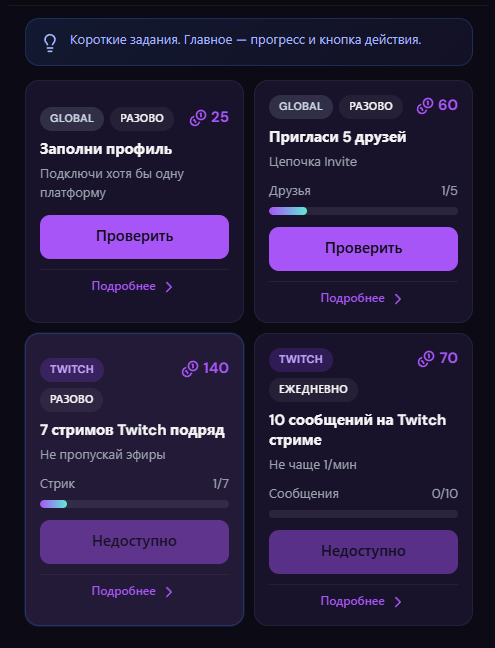 Короткие задания. Главное — прогресс и кнопка действия.
GLOBAL РАЗОВО 25
Заполни профиль
Подключи хотя бы одну
платформу
Проверить
Подробнее
GLOBAL РАЗОВО 60
Пригласи 5 друзей
Цепочка Invite
Друзья 1/5
Проверить
Подробнее
TWITCH 140
РАЗОВО
7 стримов Twitch подряд
Не пропускай эфиры
Стрик 1/7
Недоступно
Подробнее
TWITCH 70
ЕЖЕДНЕВНО
10 сообщений на Twitch
стриме
Не чаще 1/мин
Сообщения 0/10
Недоступно
Подробнее